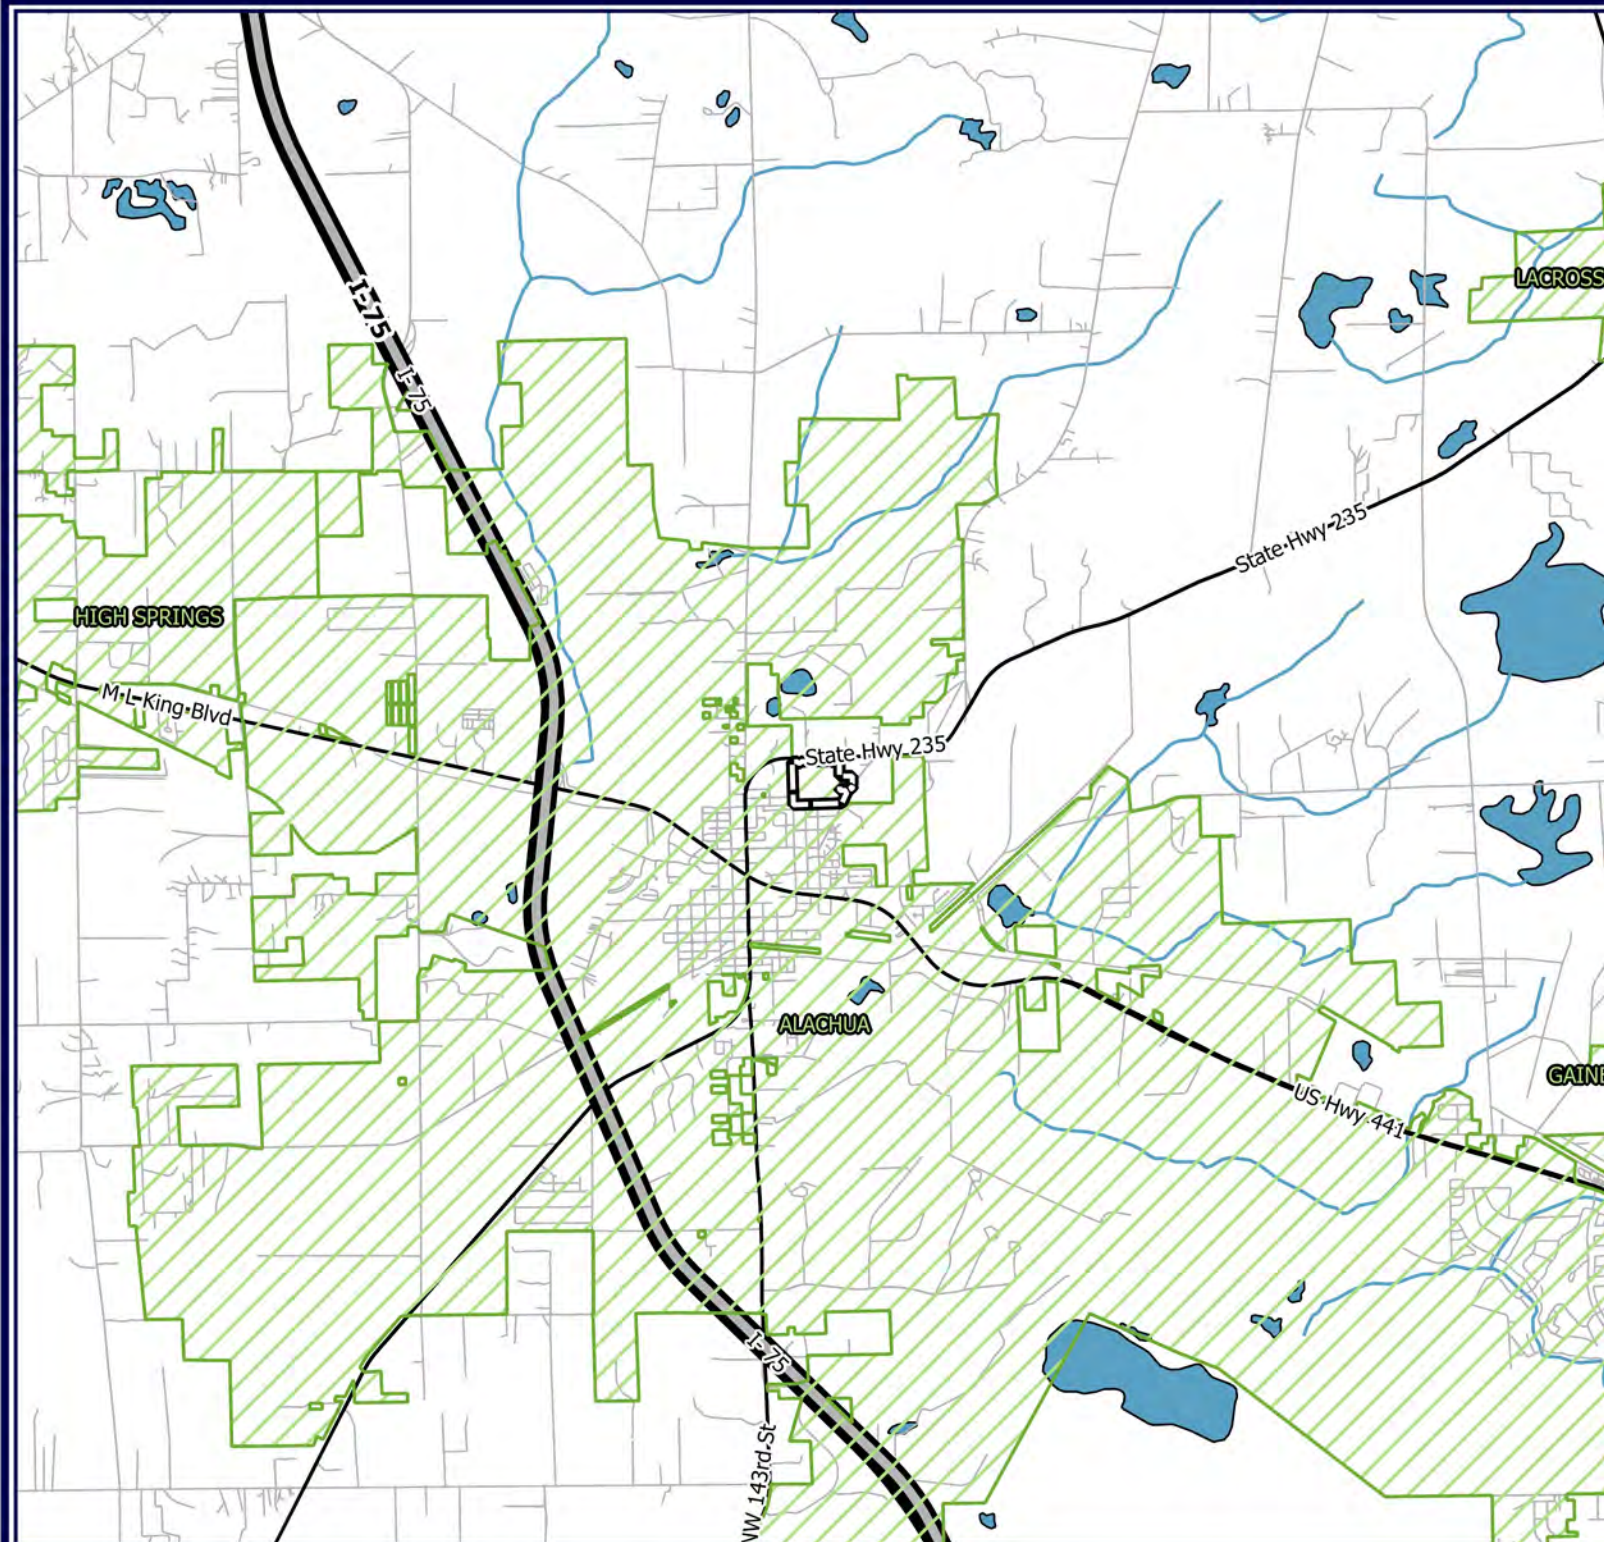 LACROSS
I-75
I-75
State Hwy 235
HIGH SPRINGS
M L King Blvd
State Hwy 235
ALACHUA
GAINE
US Hwy 441
I-75
NW 143rd St